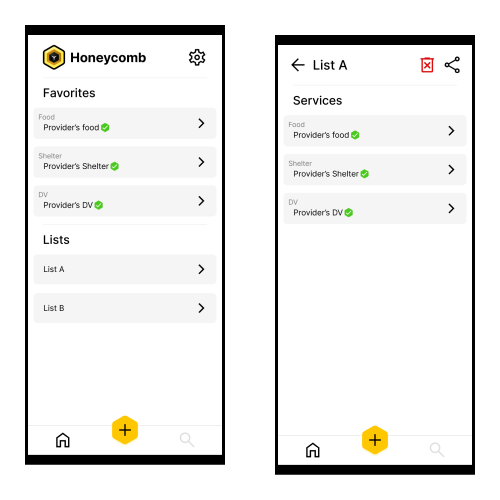 Honeycomb
Favorites
Food
Provider's food
Shelter
Provider's Shelter
DV
Provider's DV
Lists
List A
List B
List A
Services
Food
Provider's food
Shelter
Provider's Shelter
DV
Provider's DV